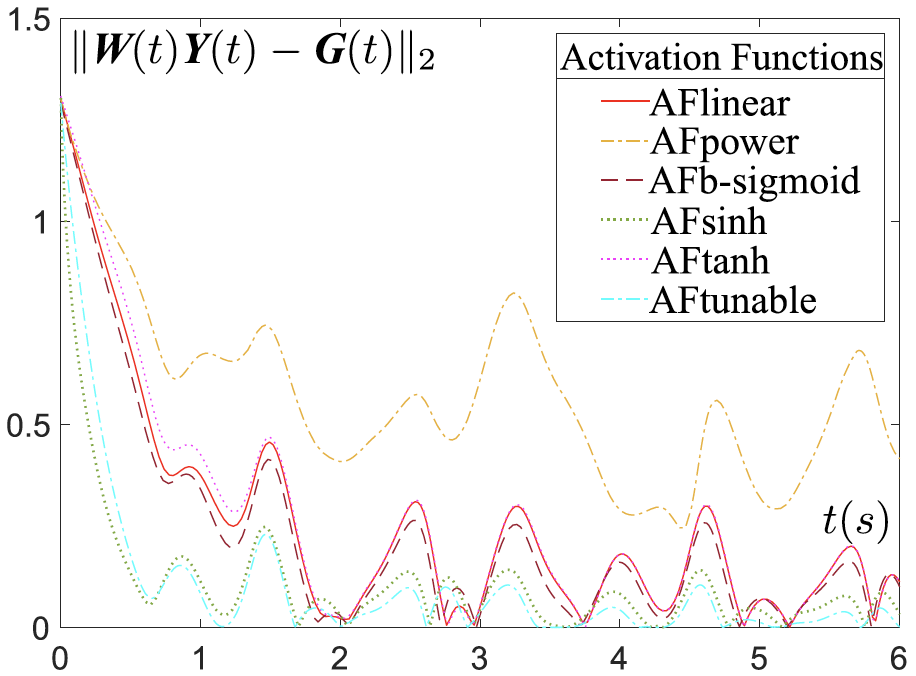 1.5
‖W(t)Y(t) − G(t)‖₂
Activation Functions
AFlinear
AFpower
AFb-sigmoid
AFsinh
AFtanh
AFtunable
1
0.5
t(s)
0
0 1 2 3 4 5 6